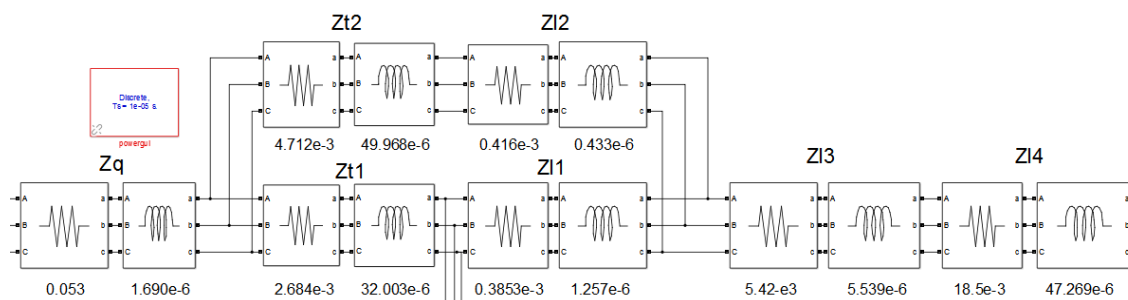 Zt2
Zl2
A
B
C
a
b
c
A
B
C
a
b
c
Discrete,
Ts = 1e-05 s.
powergui
4.712e-3
49.968e-6
0.416e-3
0.433e-6
Zq
Zt1
Zl1
Zl3
Zl4
A
B
C
a
b
c
A
B
C
a
b
c
A
B
C
a
b
c
A
B
C
a
b
c
A
B
C
a
b
c
0.053
1.690e-6
2.684e-3
32.003e-6
0.3853e-3
1.257e-6
5.42e-3
5.539e-6
18.5e-3
47.269e-6